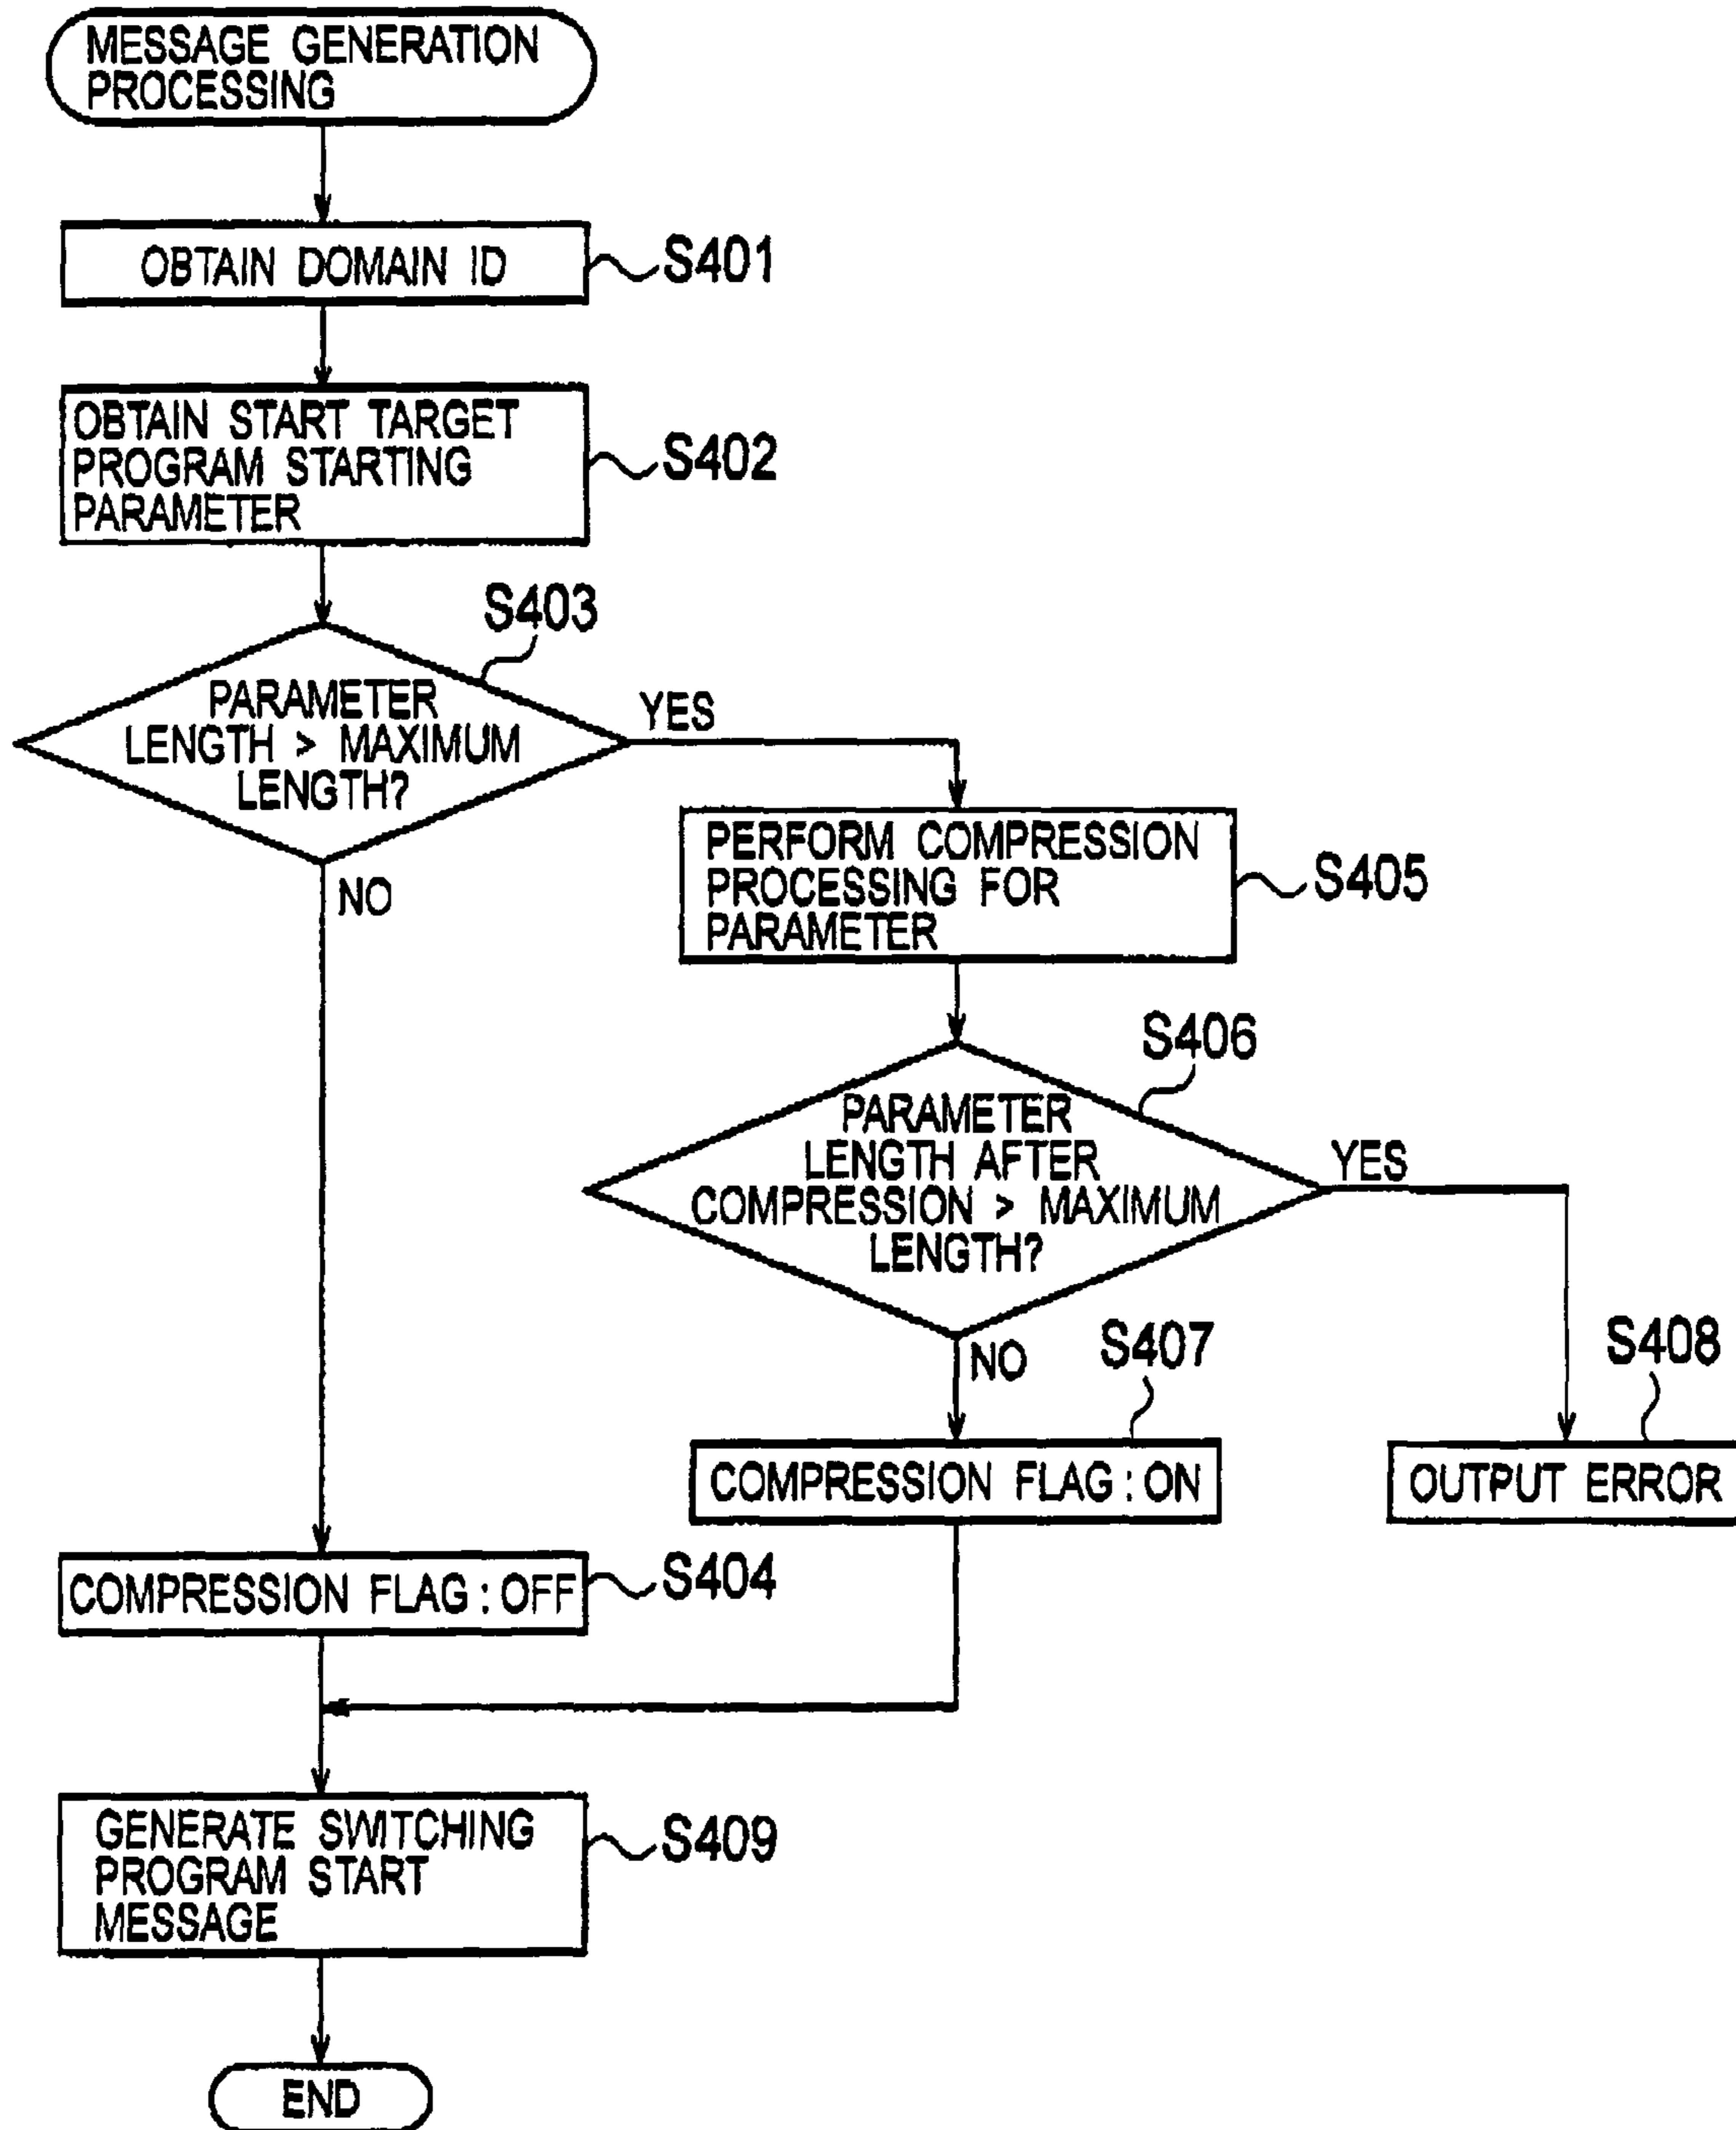 MESSAGE GENERATION
PROCESSING
OBTAIN DOMAIN ID
S401
OBTAIN START TARGET
PROGRAM STARTING
PARAMETER
S402
S403
PARAMETER
LENGTH > MAXIMUM
LENGTH?
YES
NO
PERFORM COMPRESSION
PROCESSING FOR
PARAMETER
S405
S406
PARAMETER
LENGTH AFTER
COMPRESSION > MAXIMUM
LENGTH?
YES
NO
S407
COMPRESSION FLAG : ON
S408
OUTPUT ERROR
COMPRESSION FLAG : OFF
S404
GENERATE SWITCHING
PROGRAM START
MESSAGE
S409
END